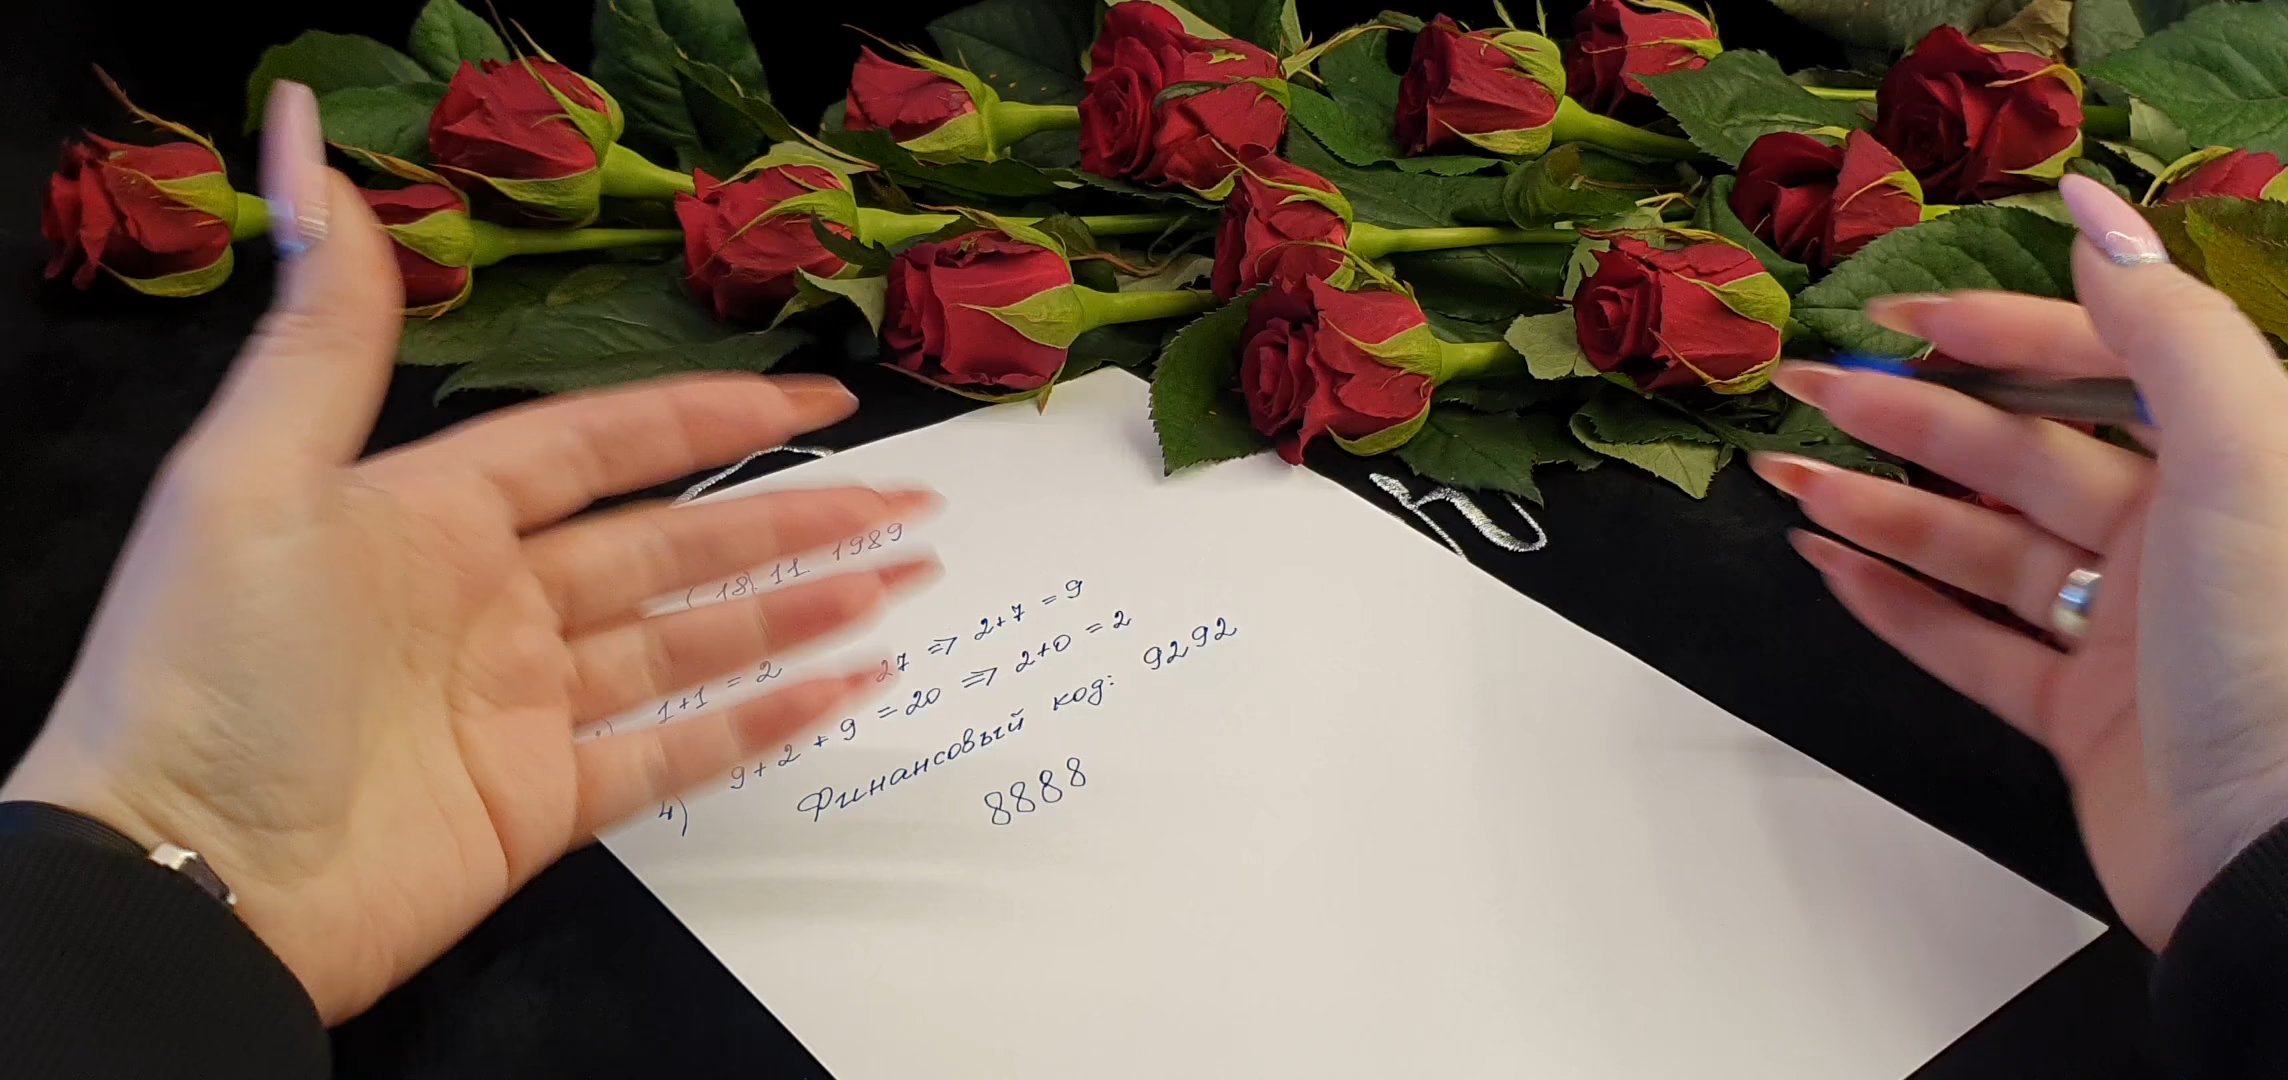 (18). 11. 1989
1+1 = 2
27 => 2+7 = 9
4) 9+2+9 = 20 => 2+0 = 2
Финансовый код: 9292
8888